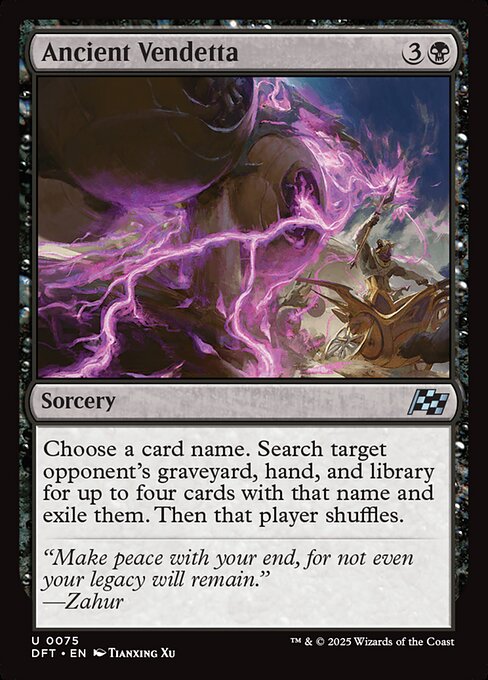 Ancient Vendetta 3
Sorcery
Choose a card name. Search target
opponent's graveyard, hand, and library
for up to four cards with that name and
exile them. Then that player shuffles.
“Make peace with your end, for not even
your legacy will remain.”
—Zahur
U 0075
DFT • EN Tianxing Xu
™ & © 2025 Wizards of the Coast